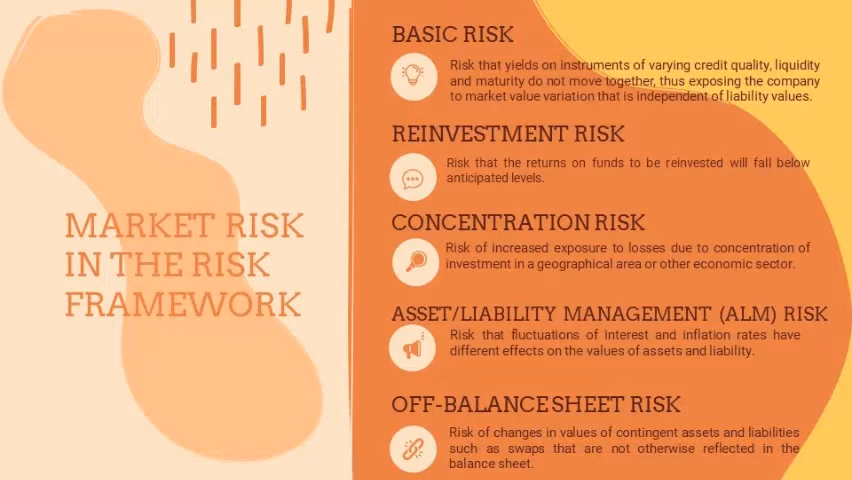 MARKET RISK
IN THE RISK
FRAMEWORK
BASIC RISK
Risk that yields on instruments of varying credit quality, liquidity
and maturity do not move together, thus exposing the company
to market value variation that is independent of liability values.
REINVESTMENT RISK
Risk that the returns on funds to be reinvested will fall below
anticipated levels.
CONCENTRATION RISK
Risk of increased exposure to losses due to concentration of
investment in a geographical area or other economic sector.
ASSET/LIABILITY MANAGEMENT (ALM) RISK
Risk that fluctuations of interest and inflation rates have
different effects on the values of assets and liability.
OFF-BALANCE SHEET RISK
Risk of changes in values of contingent assets and liabilities
such as swaps that are not otherwise reflected in the
balance sheet.